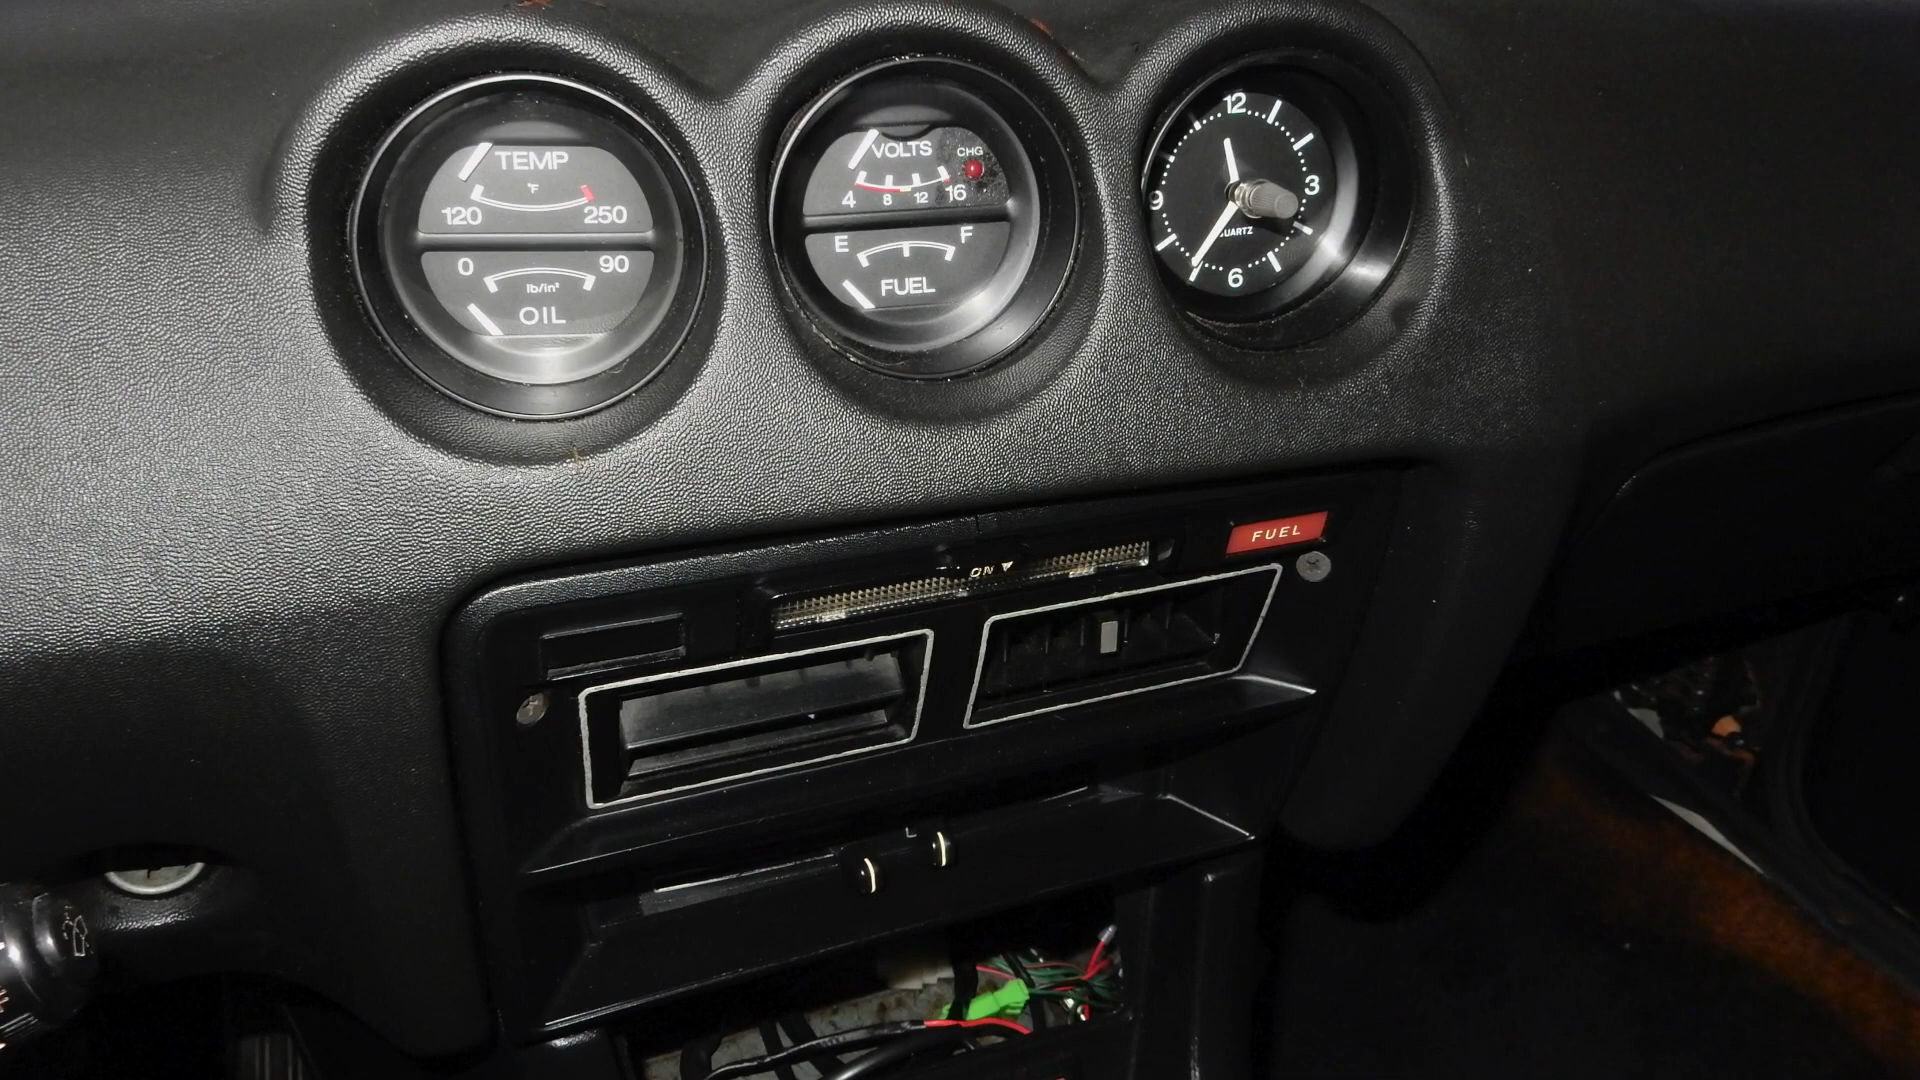 TEMP
°F
120 250
0 90
lb/in²
OIL
VOLTS
CHG
4 8 12 16
E F
FUEL
12
3
9
QUARTZ
6
FUEL
ON